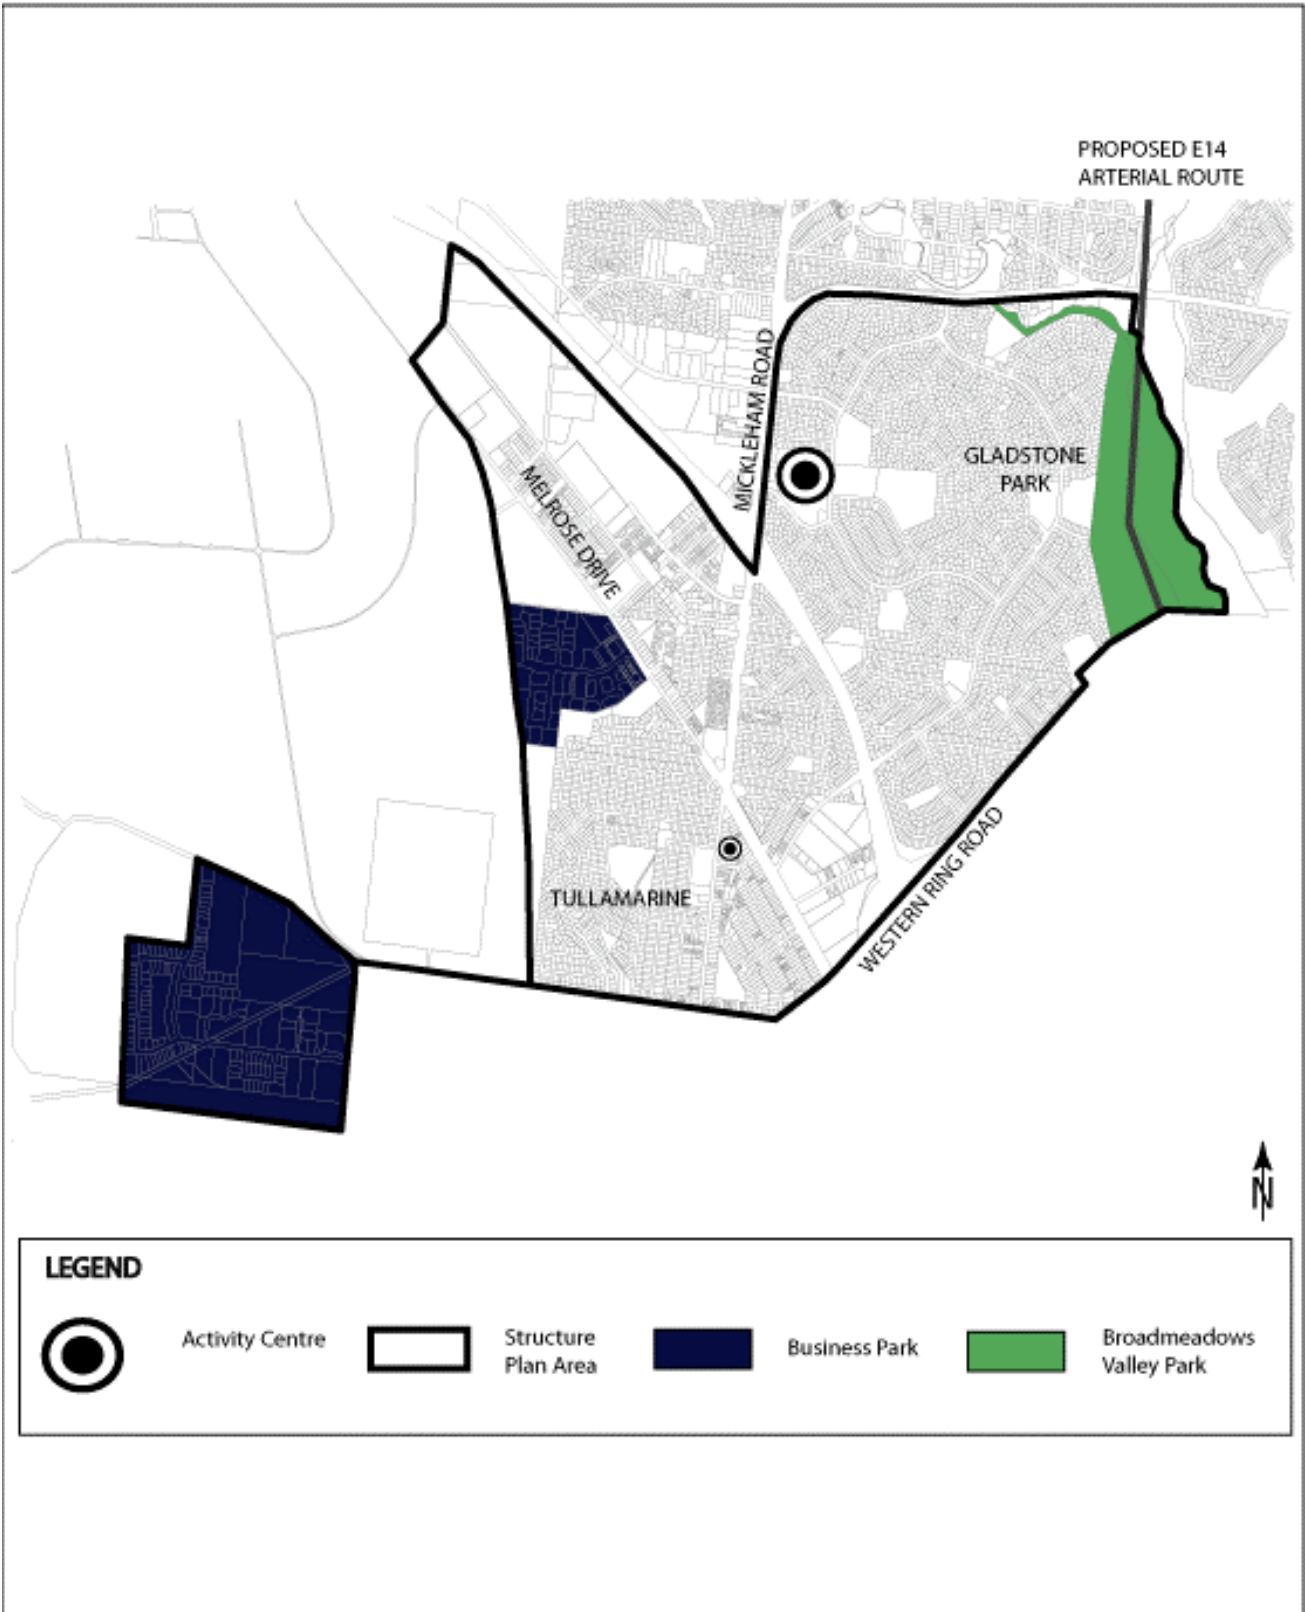 PROPOSED E14
ARTERIAL ROUTE
MICKLEHAM ROAD
GLADSTONE
PARK
MELROSE DRIVE
TULLAMARINE
WESTERN RING ROAD
N
LEGEND
Activity Centre
Structure
Plan Area
Business Park
Broadmeadows
Valley Park